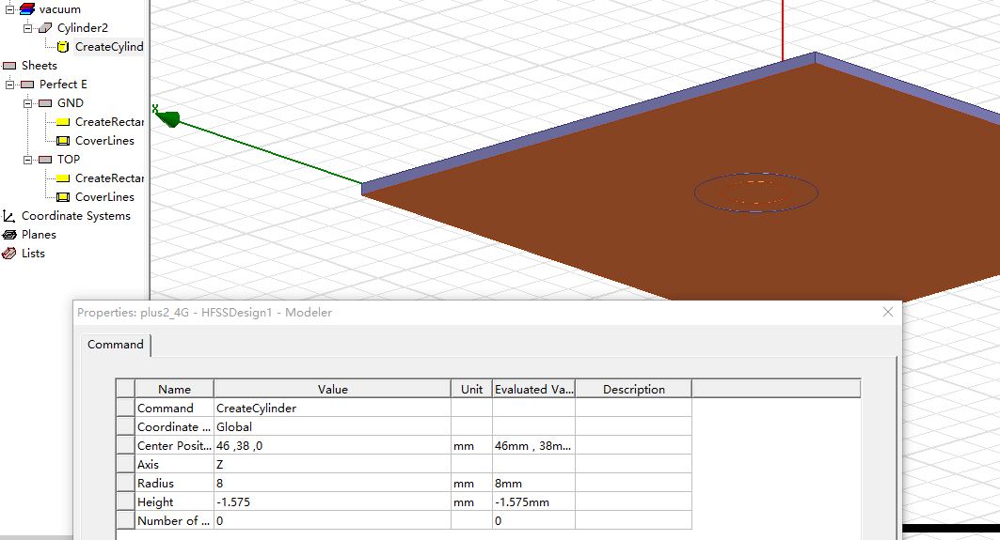 vacuum
Cylinder2
CreateCylind
Sheets
Perfect E
GND
CreateRectar
CoverLines
TOP
CreateRectar
CoverLines
Coordinate Systems
Planes
Lists
X
Properties: plus2_4G - HFSSDesign1 - Modeler
Command
Name Value Unit Evaluated Va... Description
Command CreateCylinder
Coordinate ... Global
Center Posit... 46 ,38 ,0 mm 46mm , 38m...
Axis Z
Radius 8 mm 8mm
Height -1.575 mm -1.575mm
Number of ... 0 0